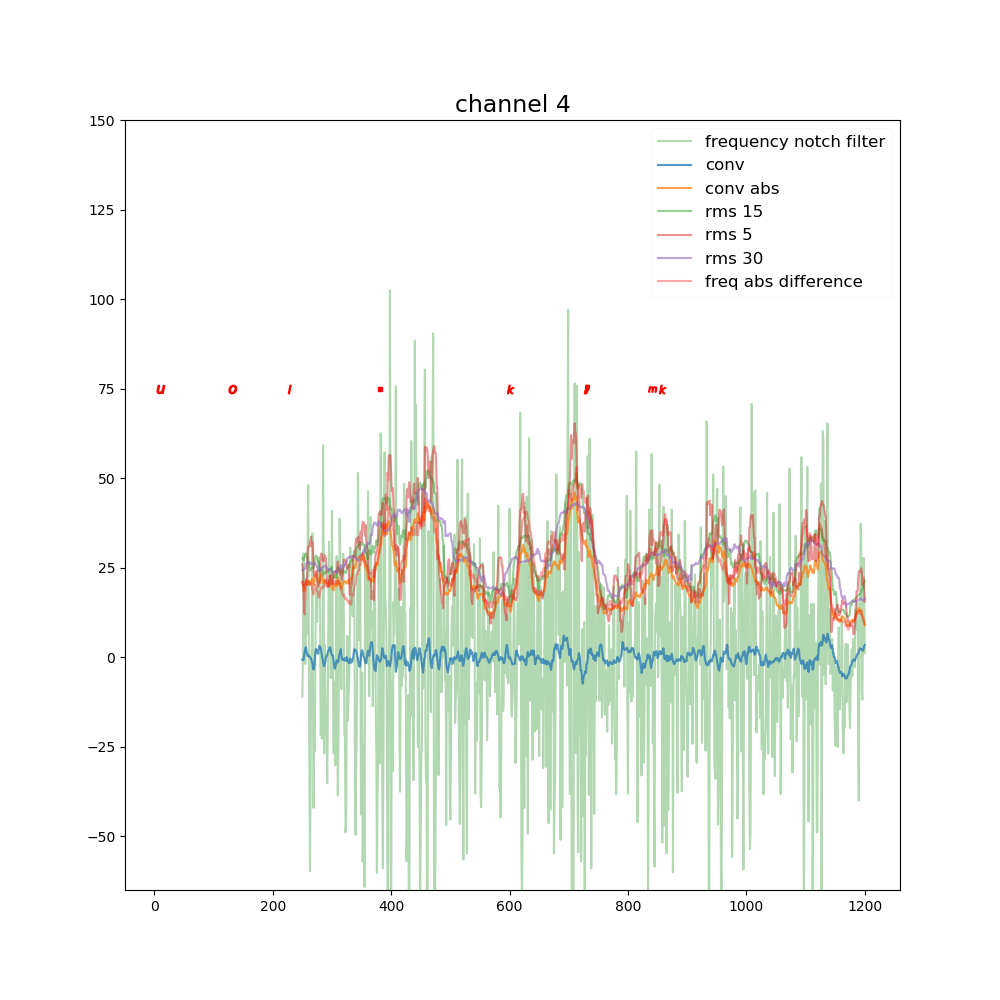 channel 4
150
125
100
75
50
25
0
−25
−50
frequency notch filter
conv
conv abs
rms 15
rms 5
rms 30
freq abs difference
u o l . k , mk
0 200 400 600 800 1000 1200